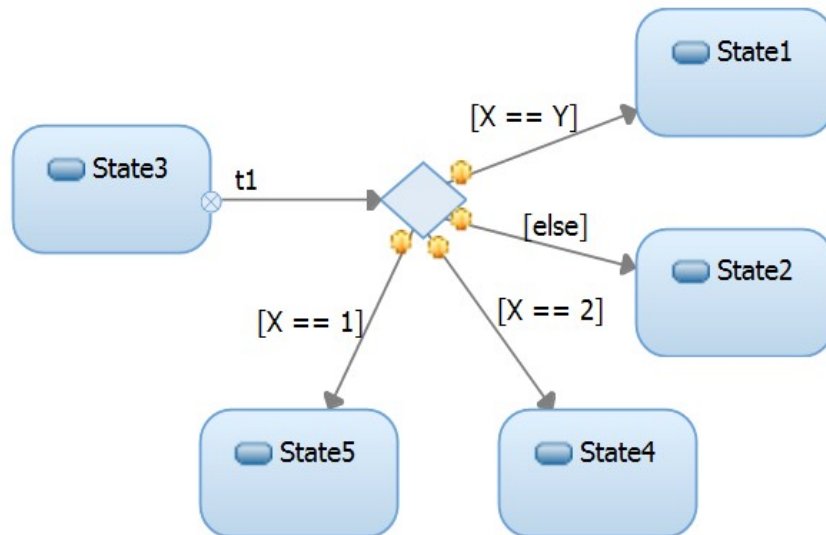 State1
[X == Y]
State3
t1
[else]
State2
[X == 1]
[X == 2]
State5
State4